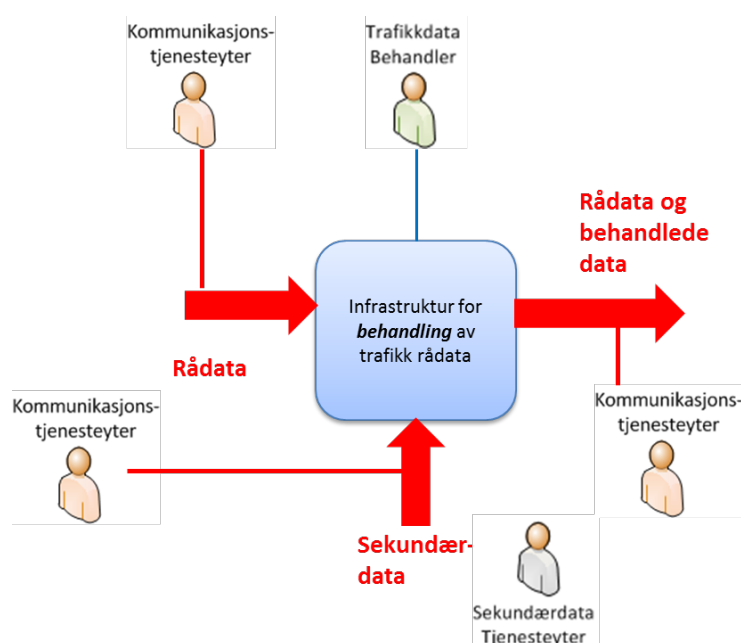 Kommunikasjons-
tjenesteyter
Trafikkdata
Behandler
Rådata og
behandlede
data
Infrastruktur for
behandling av
trafikk rådata
Rådata
Kommunikasjons-
tjenesteyter
Kommunikasjons-
tjenesteyter
Sekundær-
data
Sekundærdata
Tjenesteyter